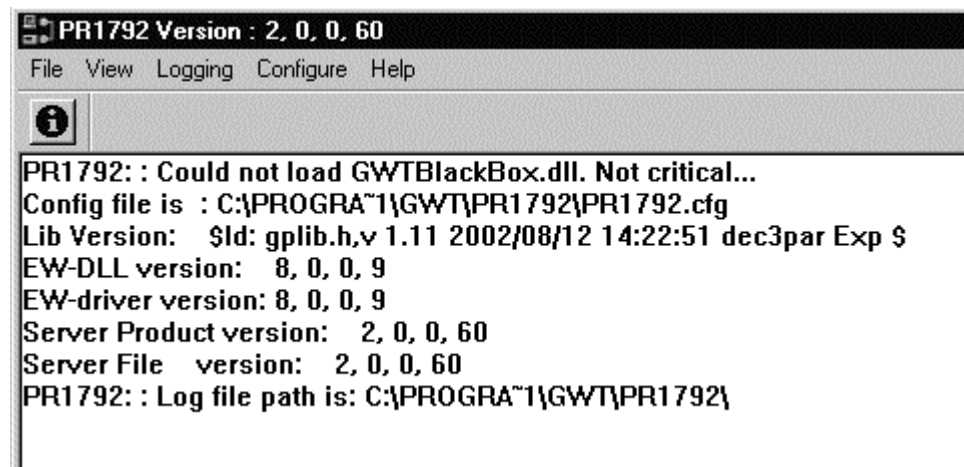 PR1792 Version : 2, 0, 0, 60
File View Logging Configure Help
PR1792: : Could not load GWTBlackBox.dll. Not critical...
Config file is : C:\PROGRA~1\GWT\PR1792\PR1792.cfg
Lib Version: $Id: gplib.h,v 1.11 2002/08/12 14:22:51 dec3par Exp $
EW-DLL version: 8, 0, 0, 9
EW-driver version: 8, 0, 0, 9
Server Product version: 2, 0, 0, 60
Server File version: 2, 0, 0, 60
PR1792: : Log file path is: C:\PROGRA~1\GWT\PR1792\